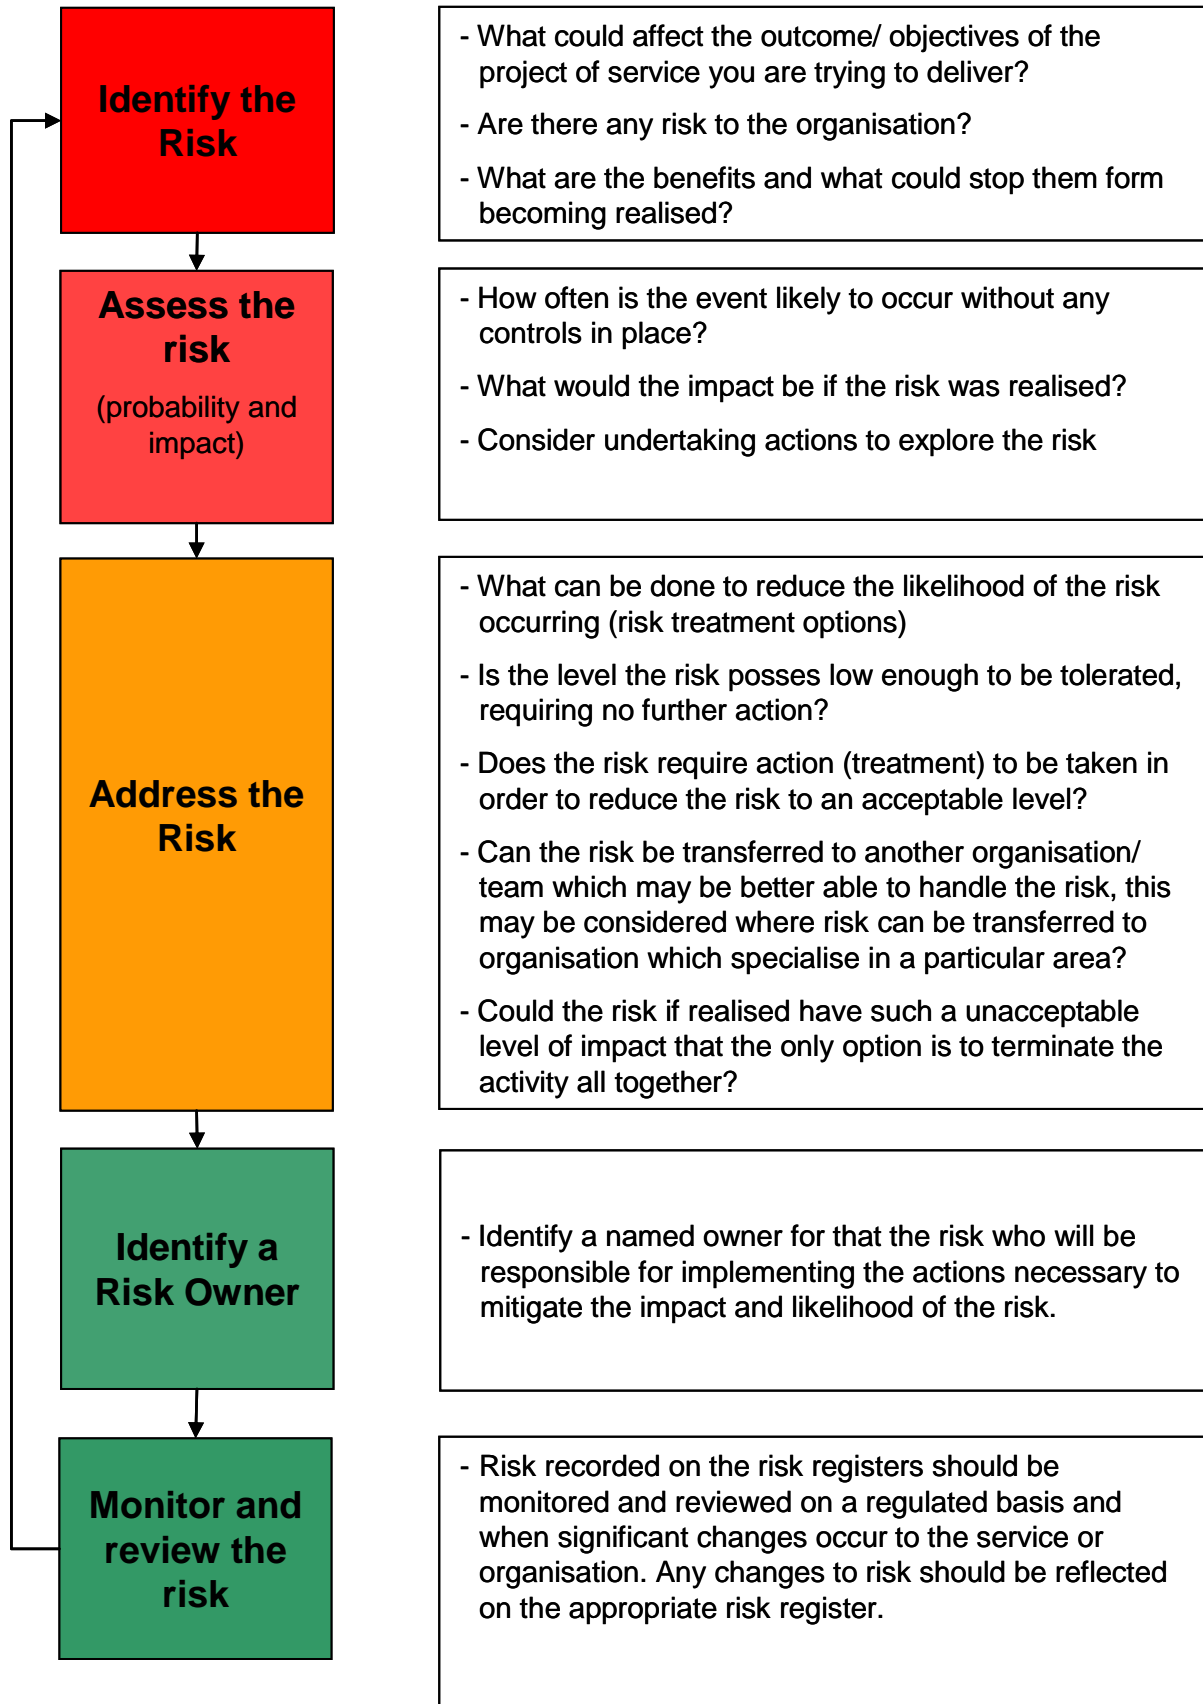 Identify the
Risk
- What could affect the outcome/ objectives of the
project of service you are trying to deliver?
- Are there any risk to the organisation?
- What are the benefits and what could stop them form
becoming realised?
Assess the
risk
(probability and
impact)
- How often is the event likely to occur without any
controls in place?
- What would the impact be if the risk was realised?
- Consider undertaking actions to explore the risk
Address the
Risk
- What can be done to reduce the likelihood of the risk
occurring (risk treatment options)
- Is the level the risk posses low enough to be tolerated,
requiring no further action?
- Does the risk require action (treatment) to be taken in
order to reduce the risk to an acceptable level?
- Can the risk be transferred to another organisation/
team which may be better able to handle the risk, this
may be considered where risk can be transferred to
organisation which specialise in a particular area?
- Could the risk if realised have such a unacceptable
level of impact that the only option is to terminate the
activity all together?
Identify a
Risk Owner
- Identify a named owner for that the risk who will be
responsible for implementing the actions necessary to
mitigate the impact and likelihood of the risk.
Monitor and
review the
risk
- Risk recorded on the risk registers should be
monitored and reviewed on a regulated basis and
when significant changes occur to the service or
organisation. Any changes to risk should be reflected
on the appropriate risk register.